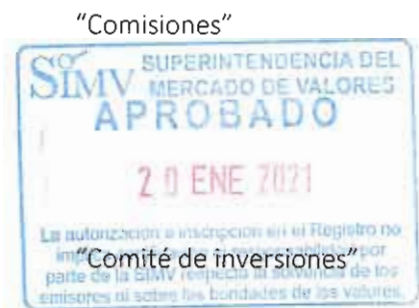 “Comisiones”
SIMV SUPERINTENDENCIA DEL
MERCADO DE VALORES
APROBADO
20 ENE 2021
La autorización e inscripción en el Registro no
por
“Comité de inversiones”
parte de la SIMV respecto la solvencia de los
emisores ni sobre las bondades de los valores.